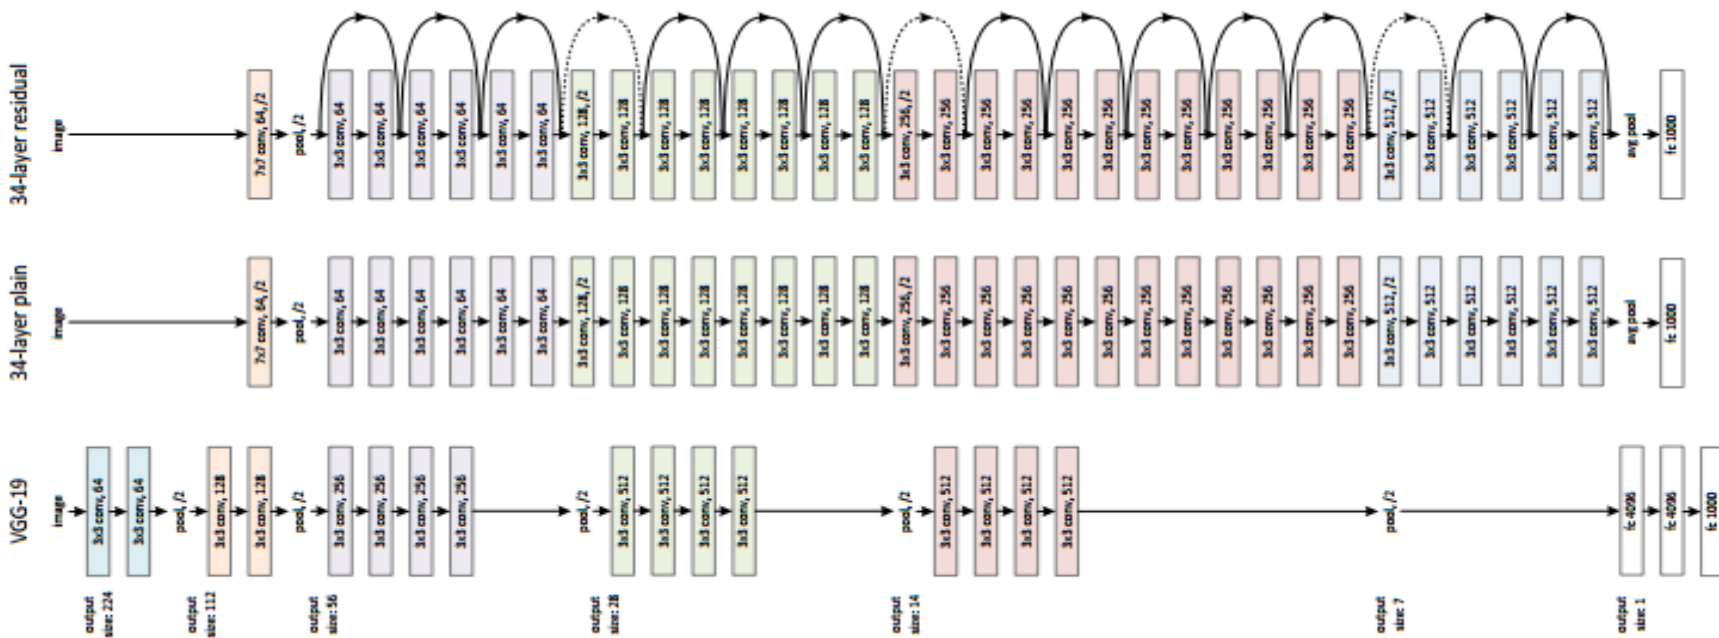 VGG-19
output
size: 224
image
3x3 conv, 64
3x3 conv, 64
output
size: 112
pool, /2
3x3 conv, 128
3x3 conv, 128
output
size: 56
pool, /2
3x3 conv, 256
3x3 conv, 256
3x3 conv, 256
3x3 conv, 256
output
size: 28
pool, /2
3x3 conv, 512
3x3 conv, 512
3x3 conv, 512
3x3 conv, 512
output
size: 14
pool, /2
3x3 conv, 512
3x3 conv, 512
3x3 conv, 512
3x3 conv, 512
output
size: 7
pool, /2
output
size: 1
fc 4096
fc 4096
fc 1000
34-layer plain
image
7x7 conv, 64, /2
pool, /2
3x3 conv, 64
3x3 conv, 64
3x3 conv, 64
3x3 conv, 64
3x3 conv, 64
3x3 conv, 64
3x3 conv, 128, /2
3x3 conv, 128
3x3 conv, 128
3x3 conv, 128
3x3 conv, 128
3x3 conv, 128
3x3 conv, 128
3x3 conv, 128
3x3 conv, 256, /2
3x3 conv, 256
3x3 conv, 256
3x3 conv, 256
3x3 conv, 256
3x3 conv, 256
3x3 conv, 256
3x3 conv, 256
3x3 conv, 256
3x3 conv, 256
3x3 conv, 256
3x3 conv, 256
3x3 conv, 512, /2
3x3 conv, 512
3x3 conv, 512
3x3 conv, 512
3x3 conv, 512
3x3 conv, 512
avg pool
fc 1000
34-layer residual
image
7x7 conv, 64, /2
pool, /2
3x3 conv, 64
3x3 conv, 64
3x3 conv, 64
3x3 conv, 64
3x3 conv, 64
3x3 conv, 64
3x3 conv, 128, /2
3x3 conv, 128
3x3 conv, 128
3x3 conv, 128
3x3 conv, 128
3x3 conv, 128
3x3 conv, 128
3x3 conv, 128
3x3 conv, 256, /2
3x3 conv, 256
3x3 conv, 256
3x3 conv, 256
3x3 conv, 256
3x3 conv, 256
3x3 conv, 256
3x3 conv, 256
3x3 conv, 256
3x3 conv, 256
3x3 conv, 256
3x3 conv, 256
3x3 conv, 512, /2
3x3 conv, 512
3x3 conv, 512
3x3 conv, 512
3x3 conv, 512
3x3 conv, 512
avg pool
fc 1000